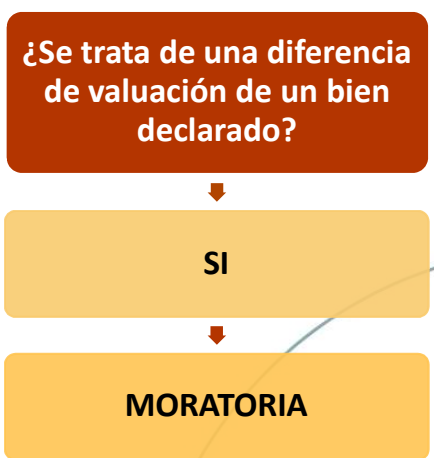 ¿Se trata de una diferencia
de valuación de un bien
declarado?
SI
MORATORIA